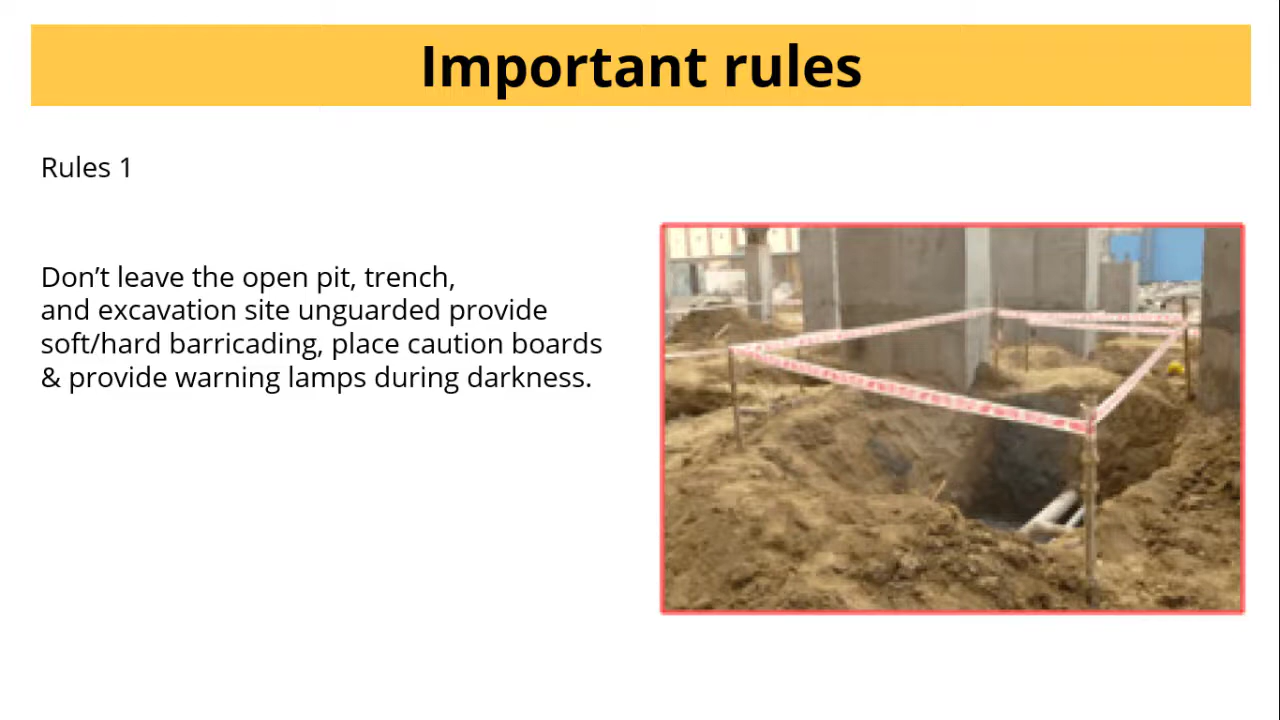 Important rules
Rules 1
Don’t leave the open pit, trench,
and excavation site unguarded provide
soft/hard barricading, place caution boards
& provide warning lamps during darkness.